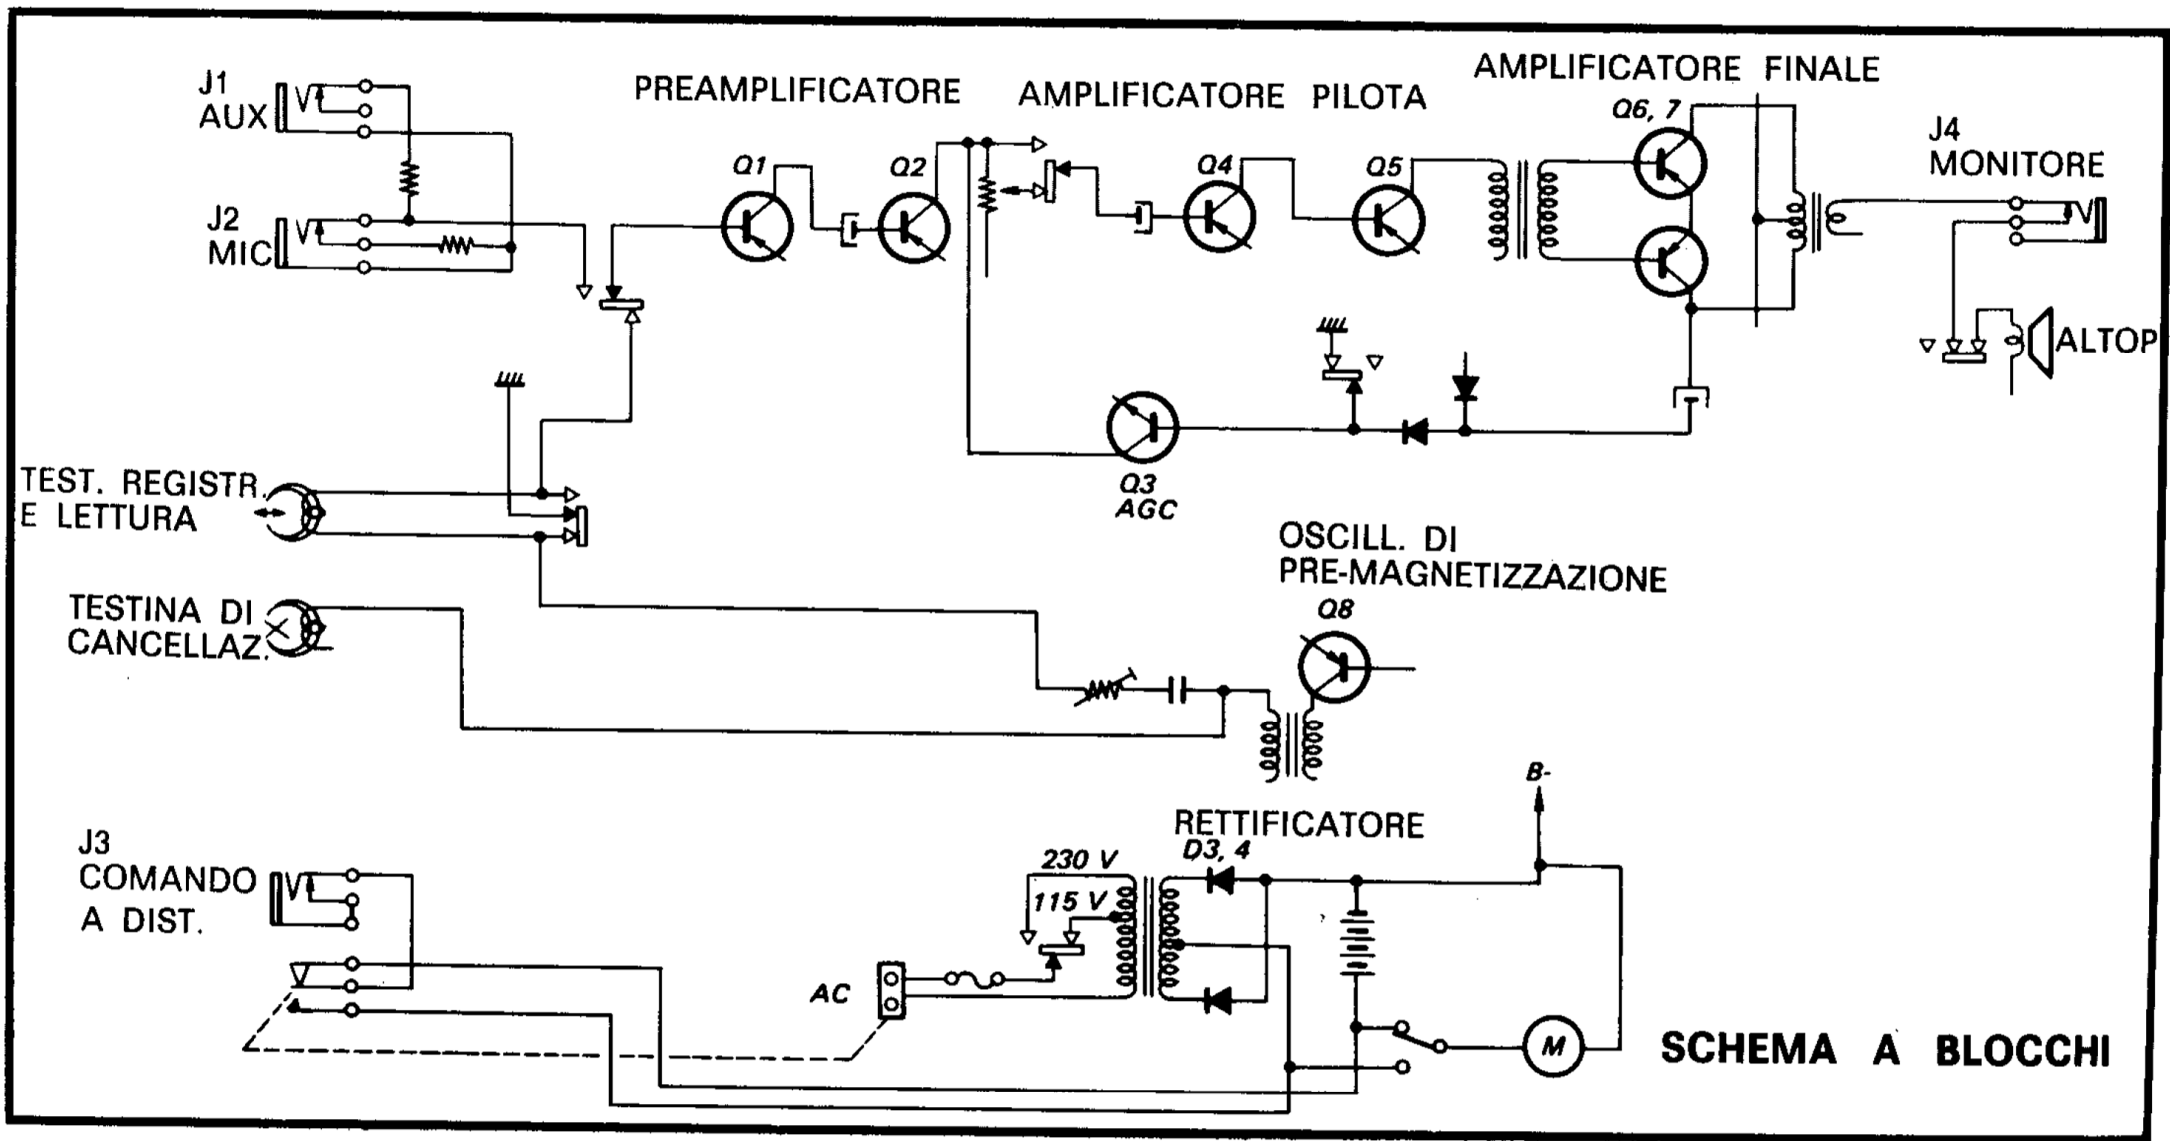 J1
AUX
J2
MIC
PREAMPLIFICATORE
Q1
Q2
AMPLIFICATORE PILOTA
Q4
Q5
AMPLIFICATORE FINALE
Q6, 7
J4
MONITORE
ALTOP
Q3
AGC
TEST. REGISTR.
E LETTURA
TESTINA DI
CANCELLAZ.
OSCILL. DI
PRE-MAGNETIZZAZIONE
Q8
J3
COMANDO
A DIST.
AC
230 V
115 V
RETTIFICATORE
D3, 4
B-
M
SCHEMA A BLOCCHI